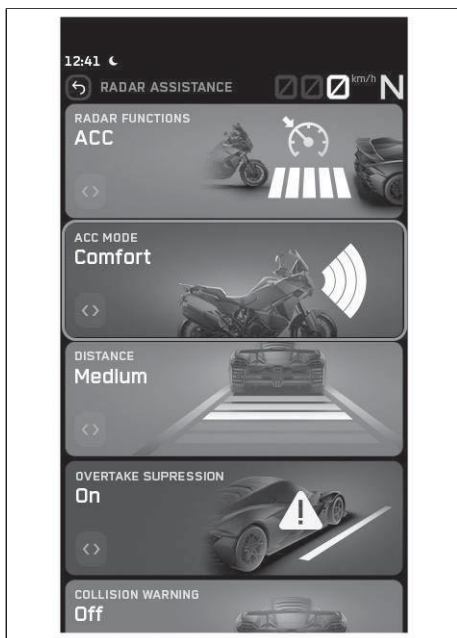 12:41
RADAR ASSISTANCE
000 km/h N
RADAR FUNCTIONS
ACC
ACC MODE
Comfort
DISTANCE
Medium
OVERTAKE SUPRESSION
On
COLLISION WARNING
Off